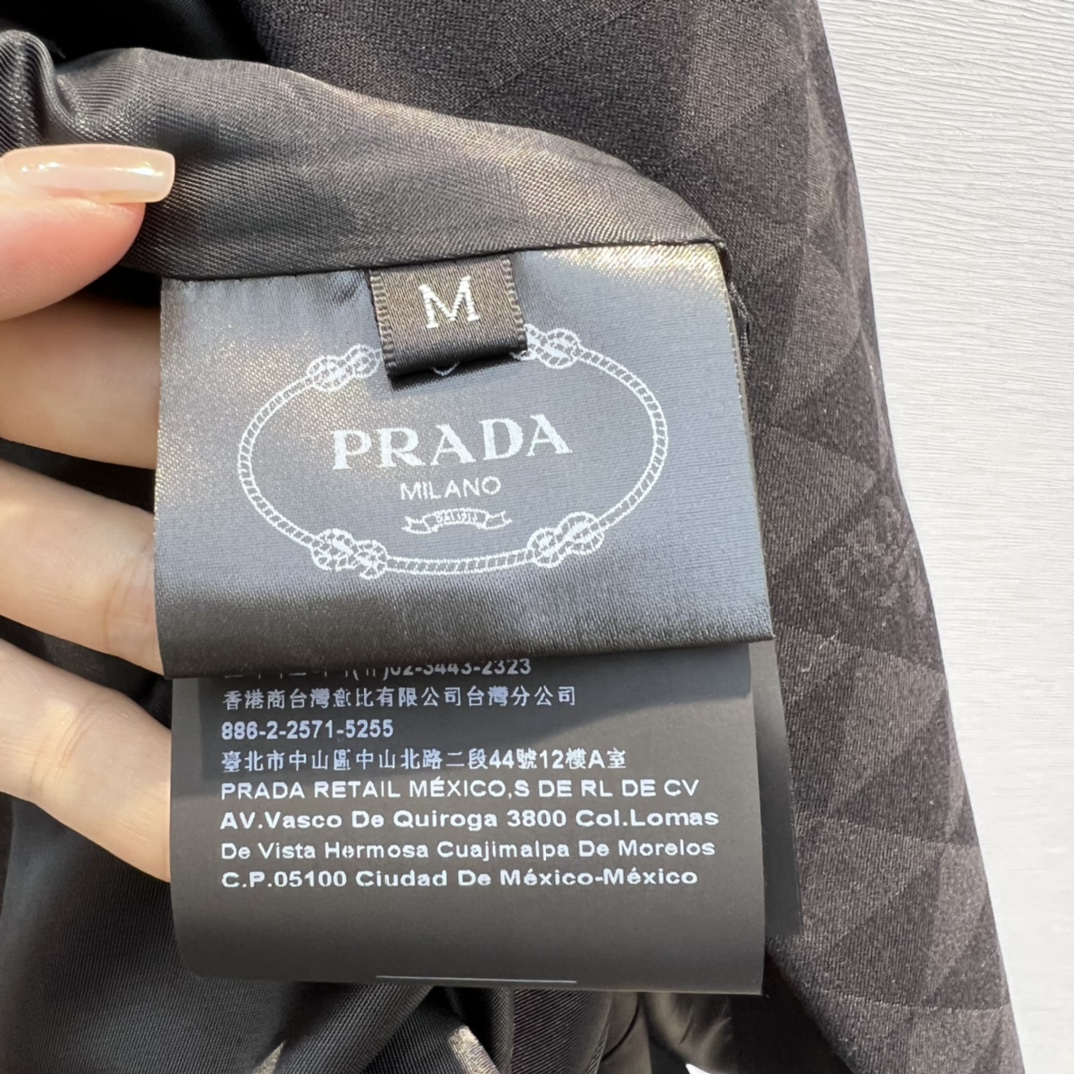 M
PRADA
MILANO
02-3443-2323
香港商台灣彪比有限公司台灣分公司
886-2-2571-5255
臺北市中山區中山北路二段44號12樓A室
PRADA RETAIL MÉXICO,S DE RL DE CV
AV.Vasco De Quiroga 3800 Col.Lomas
De Vista Hermosa Cuajimalpa De Morelos
C.P.05100 Ciudad De México-México